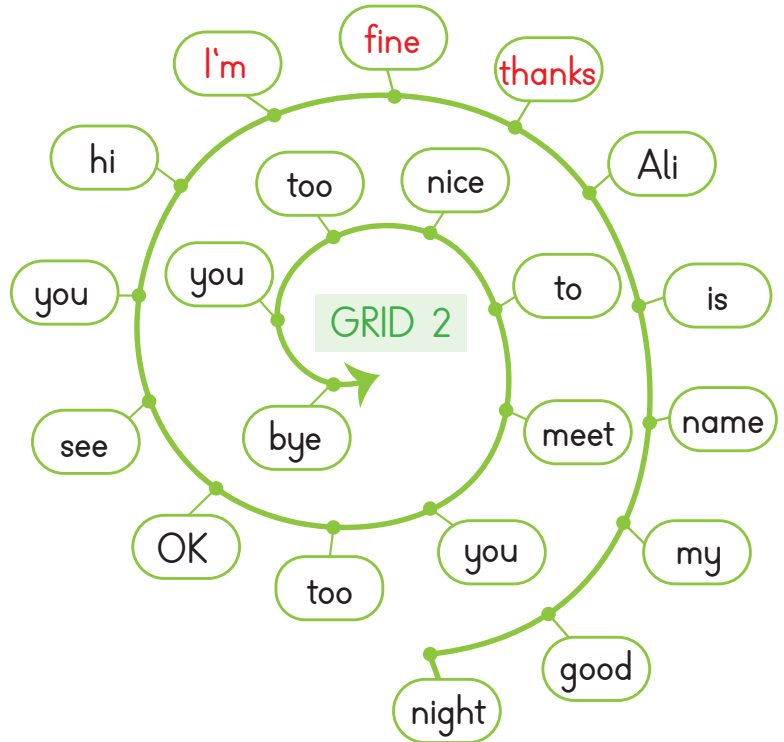 fine
I'm
thanks
hi
Ali
too
nice
you
you
to
is
GRID 2
name
bye
meet
see
OK
you
my
too
good
night